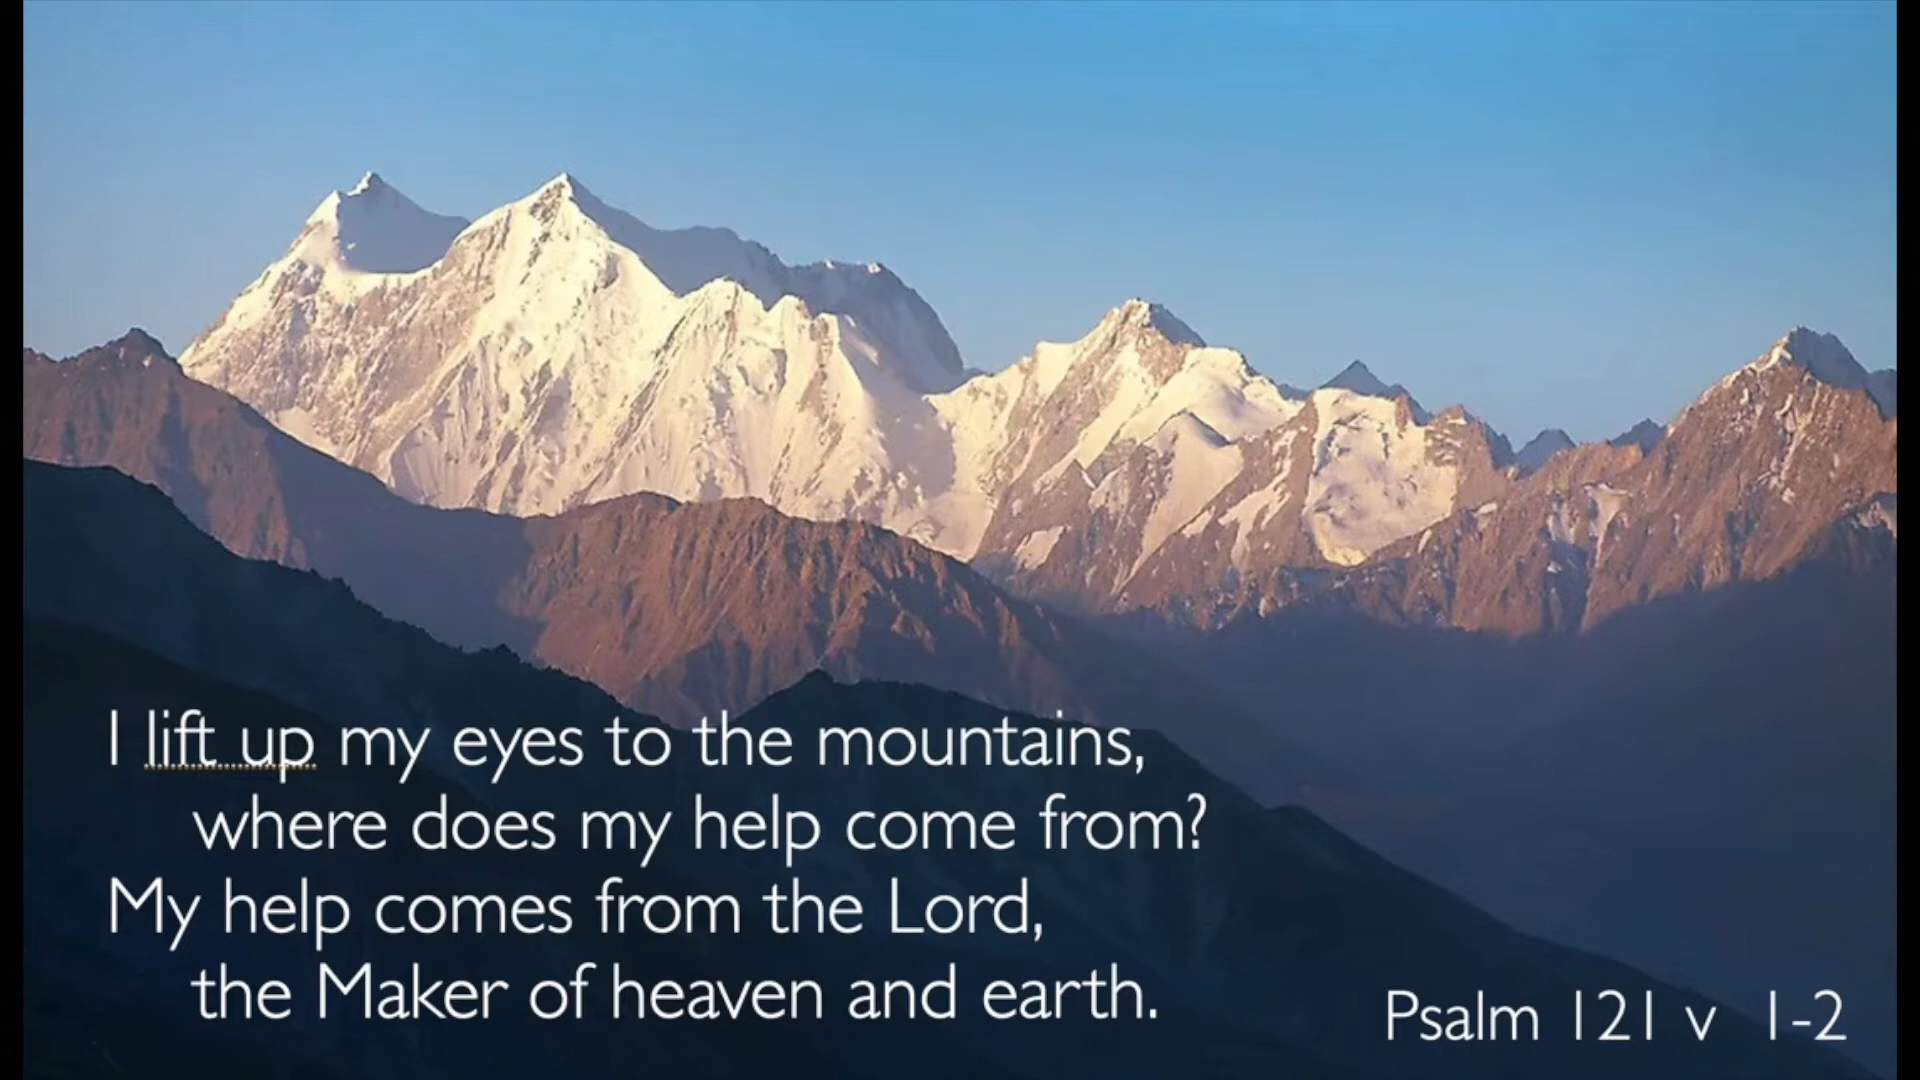 I lift up my eyes to the mountains,
where does my help come from?
My help comes from the Lord,
the Maker of heaven and earth.
Psalm 121 v 1-2